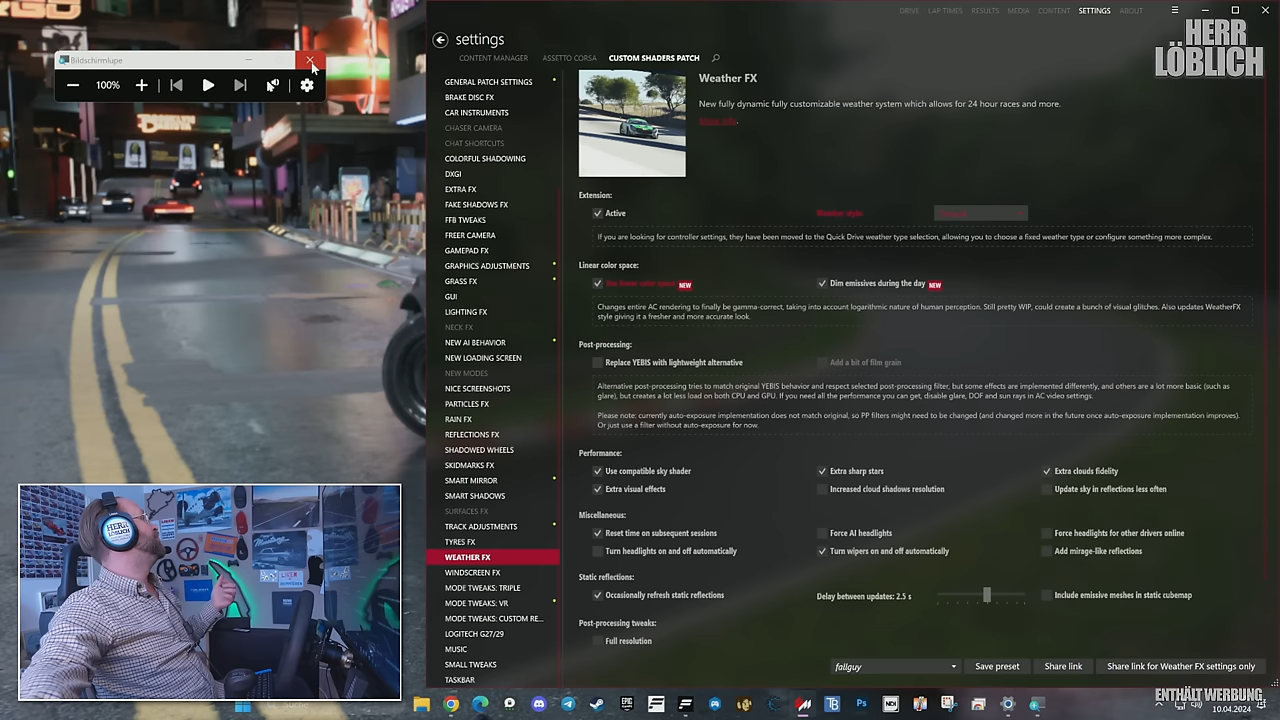 DRIVE LAP TIMES RESULTS MEDIA CONTENT SETTINGS ABOUT
HERR
LÖBLICH
settings
CONTENT MANAGER ASSETTO CORSA CUSTOM SHADERS PATCH
Bildschirmlupe
100%
GENERAL PATCH SETTINGS
BRAKE DISC FX
CAR INSTRUMENTS
CHASER CAMERA
CHAT SHORTCUTS
COLORFUL SHADOWING
DXGI
EXTRA FX
FAKE SHADOWS FX
FFB TWEAKS
FREER CAMERA
GAMEPAD FX
GRAPHICS ADJUSTMENTS
GRASS FX
GUI
LIGHTING FX
NECK FX
NEW AI BEHAVIOR
NEW LOADING SCREEN
NEW MODES
NICE SCREENSHOTS
PARTICLES FX
RAIN FX
REFLECTIONS FX
SHADOWED WHEELS
SKIDMARKS FX
SMART MIRROR
SMART SHADOWS
SURFACES FX
TRACK ADJUSTMENTS
TYRES FX
WEATHER FX
WINDSCREEN FX
MODE TWEAKS: TRIPLE
MODE TWEAKS: VR
MODE TWEAKS: CUSTOM RE...
LOGITECH G27/29
MUSIC
SMALL TWEAKS
TASKBAR
Weather FX
New fully dynamic fully customizable weather system which allows for 24 hour races and more.
More info.
Extension:
Active Weather style:
If you are looking for controller settings, they have been moved to the Quick Drive weather type selection, allowing you to choose a fixed weather type or configure something more complex.
Linear color space:
Use linear color space NEW Dim emissives during the day NEW
Changes entire AC rendering to finally be gamma-correct, taking into account logarithmic nature of human perception. Still pretty WIP, could create a bunch of visual glitches. Also updates WeatherFX
style giving it a fresher and more accurate look.
Post-processing:
Replace YEBIS with lightweight alternative Add a bit of film grain
Alternative post-processing tries to match original YEBIS behavior and respect selected post-processing filter, but some effects are implemented differently, and others are a lot more basic (such as
glare), but creates a lot less load on both CPU and GPU. If you need all the performance you can get, disable glare, DOF and sun rays in AC video settings.
Please note: currently auto-exposure implementation does not match original, so PP filters might need to be changed (and changed more in the future once auto-exposure implementation improves).
Or just use a filter without auto-exposure for now.
Performance:
Use compatible sky shader Extra sharp stars Extra clouds fidelity
Extra visual effects Increased cloud shadows resolution Update sky in reflections less often
Miscellaneous:
Reset time on subsequent sessions Force AI headlights Force headlights for other drivers online
Turn headlights on and off automatically Turn wipers on and off automatically Add mirage-like reflections
Static reflections:
Occasionally refresh static reflections Delay between updates: 2.5 s Include emissive meshes in static cubemap
Post-processing tweaks:
Full resolution
fallguy Save preset Share link Share link for Weather FX settings only
HERR
LÖBLICH
Suche
EPIC
TB
Ps
NDI
ENTHÄLT WERBUNG
10.04.2024